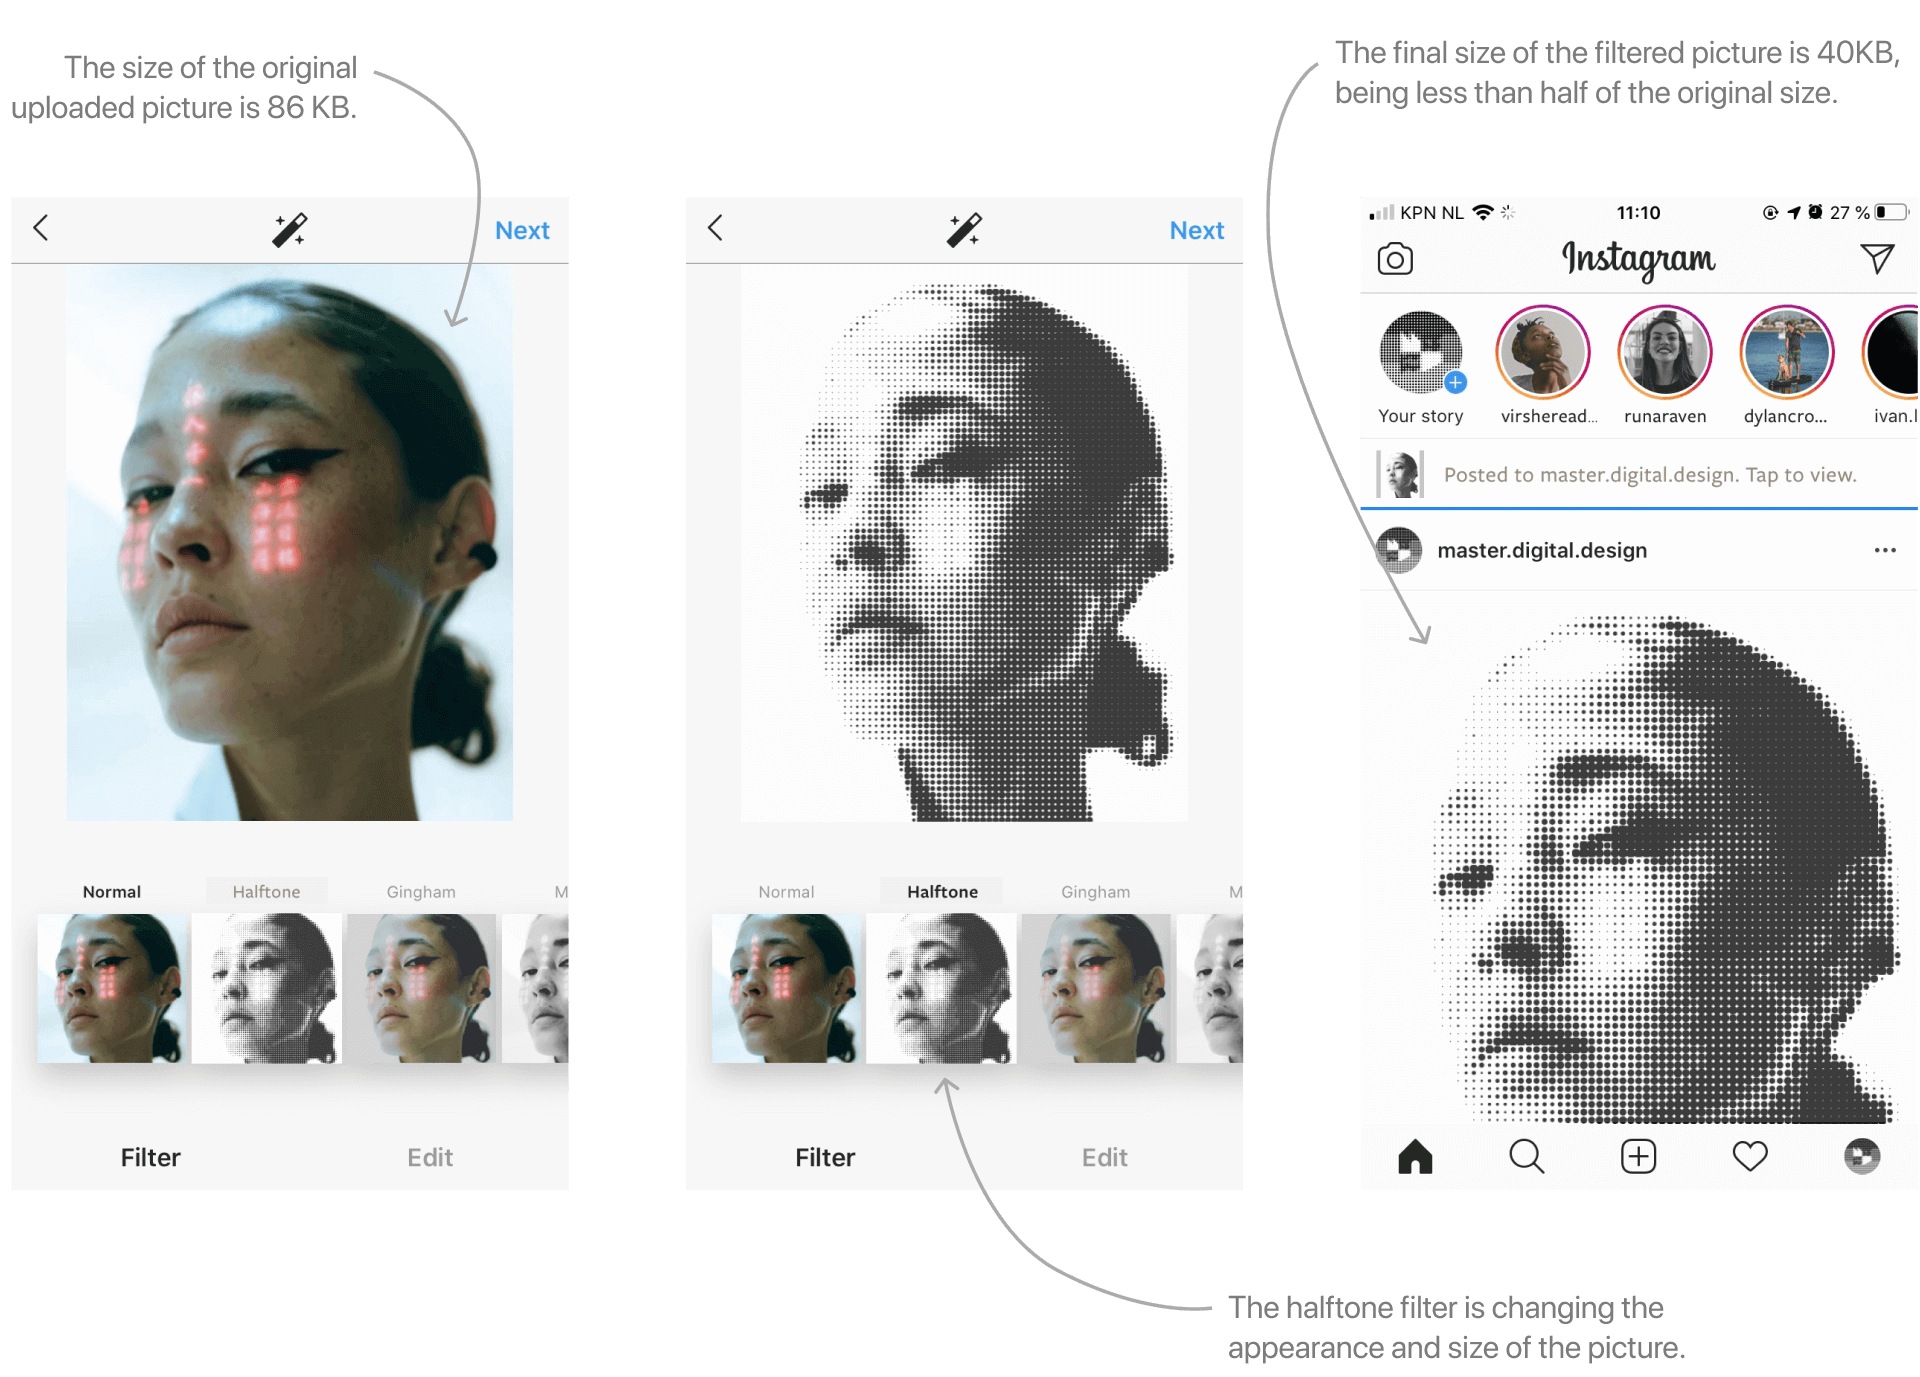 The size of the original
uploaded picture is 86 KB.
The final size of the filtered picture is 40KB,
being less than half of the original size.
Next
Normal
Halftone
Gingham
M
Filter
Edit
Next
Normal
Halftone
Gingham
M
Filter
Edit
KPN NL
11:10
27 %
Instagram
Your story
virsheread...
runaraven
dylancro...
ivan.l
Posted to master.digital.design. Tap to view.
master.digital.design
The halftone filter is changing the
appearance and size of the picture.